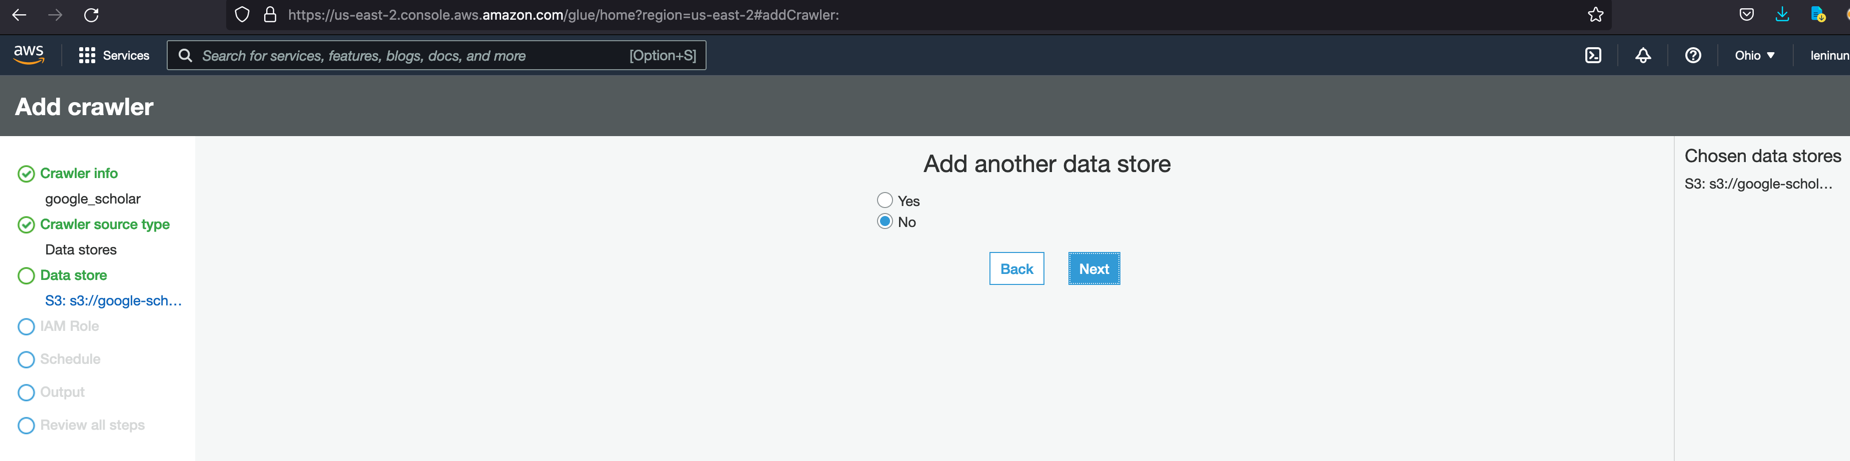 https://us-east-2.console.aws.amazon.com/glue/home?region=us-east-2#addCrawler:
aws Services Search for services, features, blogs, docs, and more [Option+S] Ohio ▼ leninun
Add crawler
Crawler info
google_scholar
Crawler source type
Data stores
Data store
S3: s3://google-sch...
IAM Role
Schedule
Output
Review all steps
Add another data store
Yes
No
Back Next
Chosen data stores
S3: s3://google-schol...